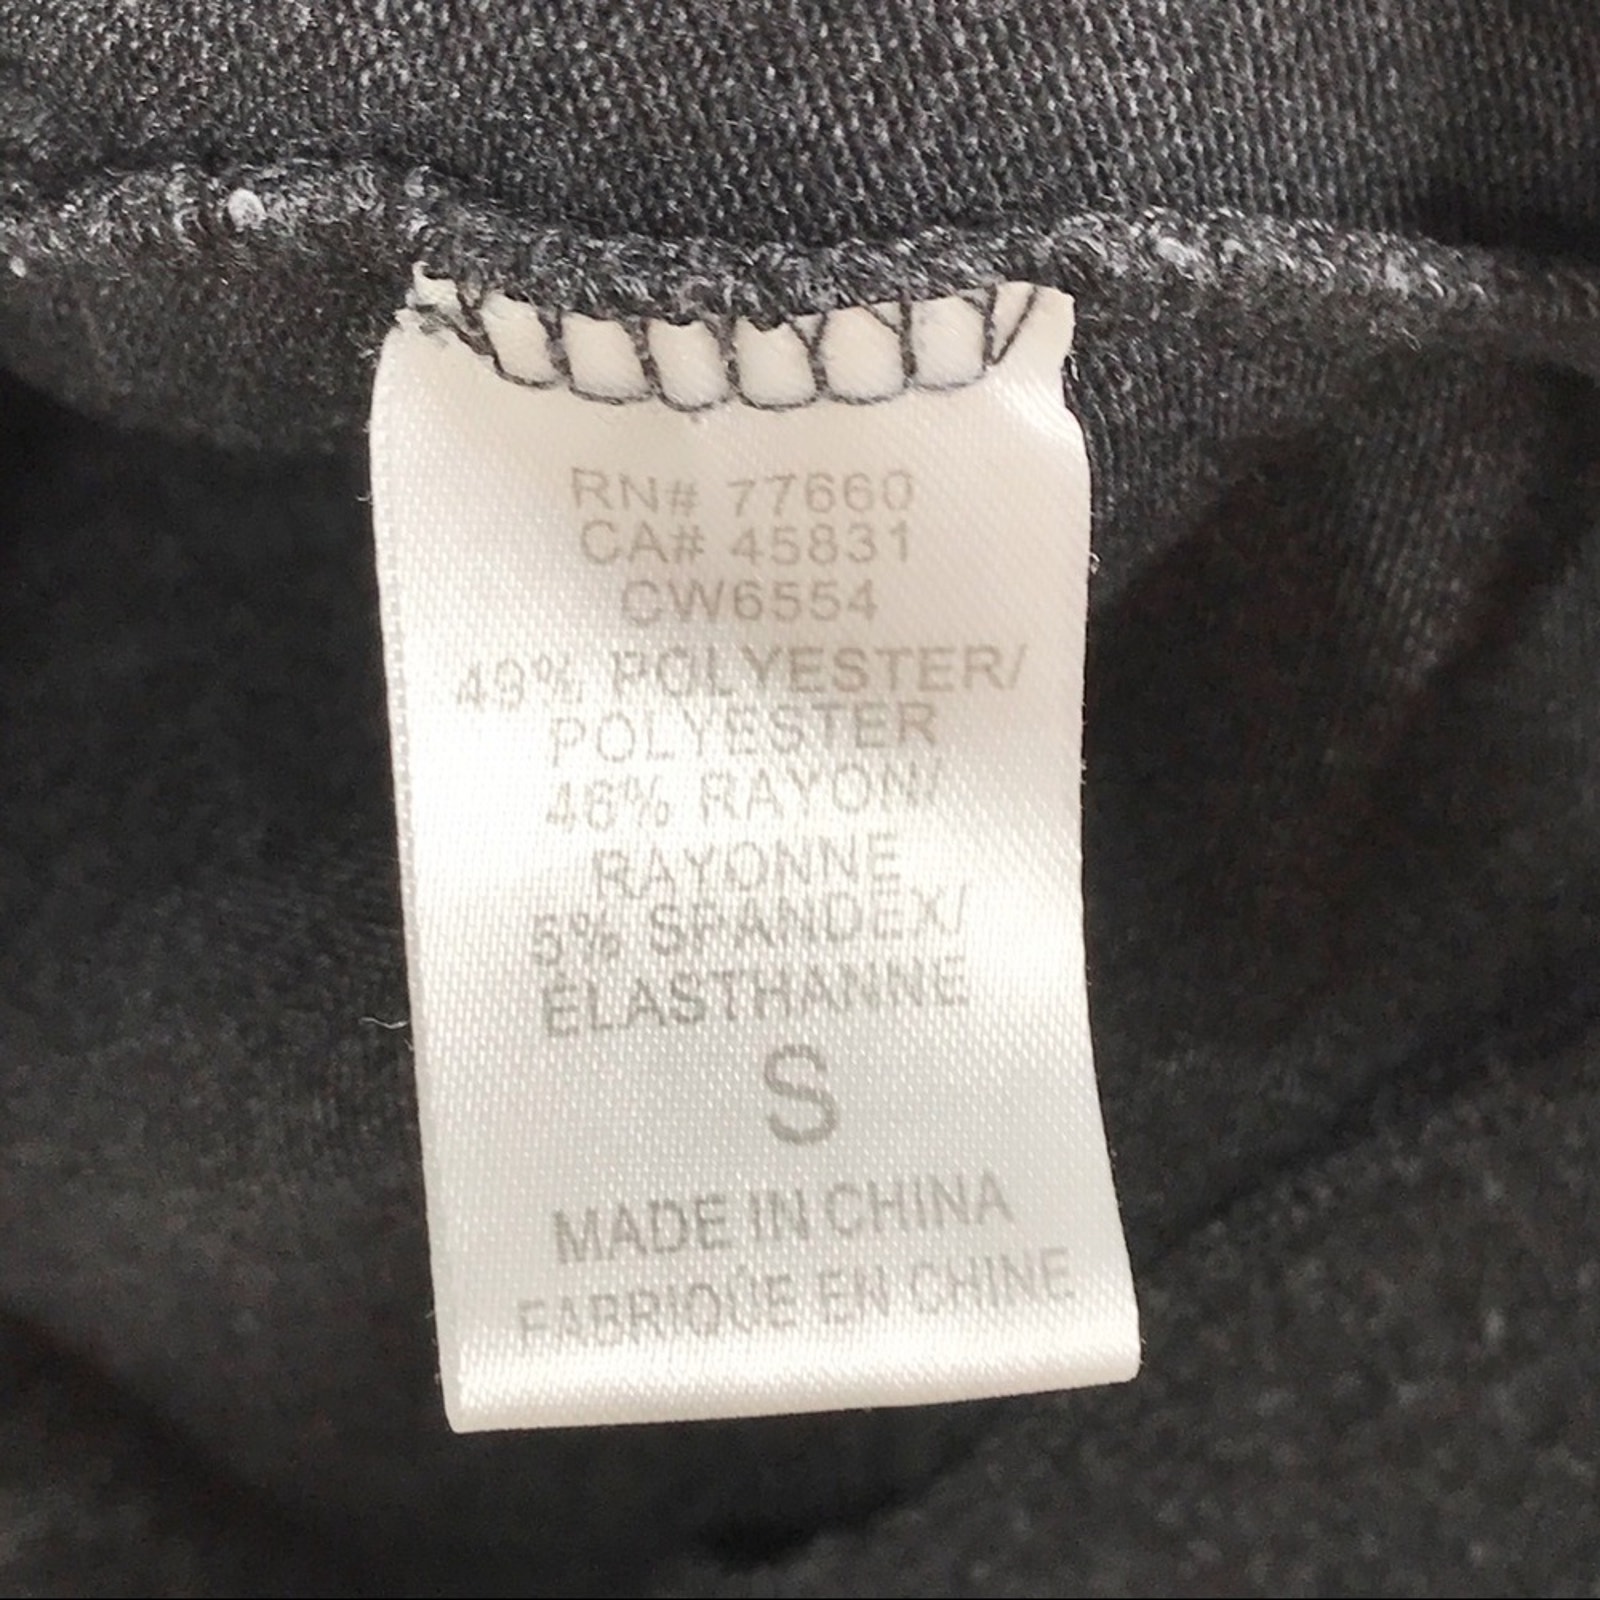 RN# 77660
CA# 45831
CW6554
49% POLYESTER/
POLYESTER
46% RAYON/
RAYONNE
5% SPANDEX/
ÉLASTHANNE
S
MADE IN CHINA
FABRIQUÉ EN CHINE